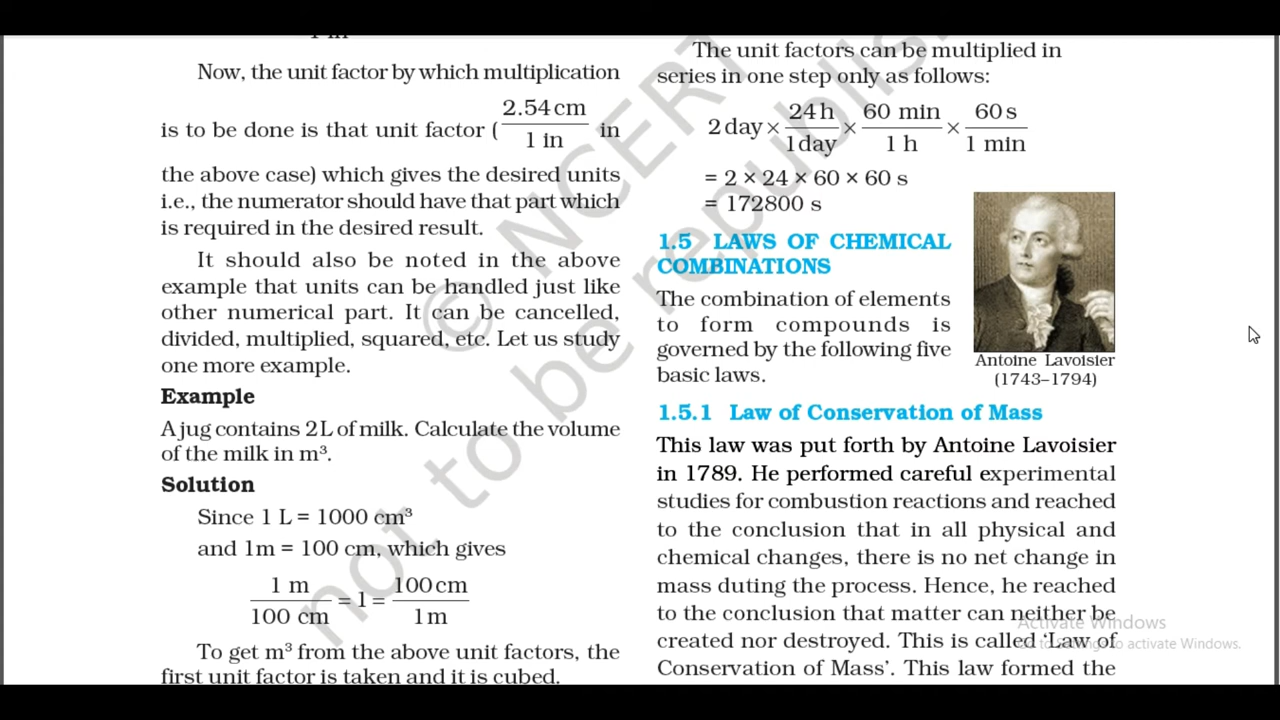 Now, the unit factor by which multiplication
is to be done is that unit factor ( 2.54 cm / 1 in in
the above case) which gives the desired units
i.e., the numerator should have that part which
is required in the desired result.
It should also be noted in the above
example that units can be handled just like
other numerical part. It can be cancelled,
divided, multiplied, squared, etc. Let us study
one more example.
Example
A jug contains 2 L of milk. Calculate the volume
of the milk in m³.
Solution
Since 1 L = 1000 cm³
and 1m = 100 cm, which gives
1 m / 100 cm = 1 = 100 cm / 1 m
To get m³ from the above unit factors, the
first unit factor is taken and it is cubed.
The unit factors can be multiplied in
series in one step only as follows:
2 day × 24 h / 1 day × 60 min / 1 h × 60 s / 1 min
= 2 × 24 × 60 × 60 s
= 172800 s
1.5 LAWS OF CHEMICAL
COMBINATIONS
The combination of elements
to form compounds is
governed by the following five
basic laws.
Antoine Lavoisier
(1743–1794)
1.5.1 Law of Conservation of Mass
This law was put forth by Antoine Lavoisier
in 1789. He performed careful experimental
studies for combustion reactions and reached
to the conclusion that in all physical and
chemical changes, there is no net change in
mass duting the process. Hence, he reached
to the conclusion that matter can neither be
created nor destroyed. This is called ‘Law of
Conservation of Mass’. This law formed the
© NCERT
not to be republis
Activate Windows
Go to Settings to activate Windows.